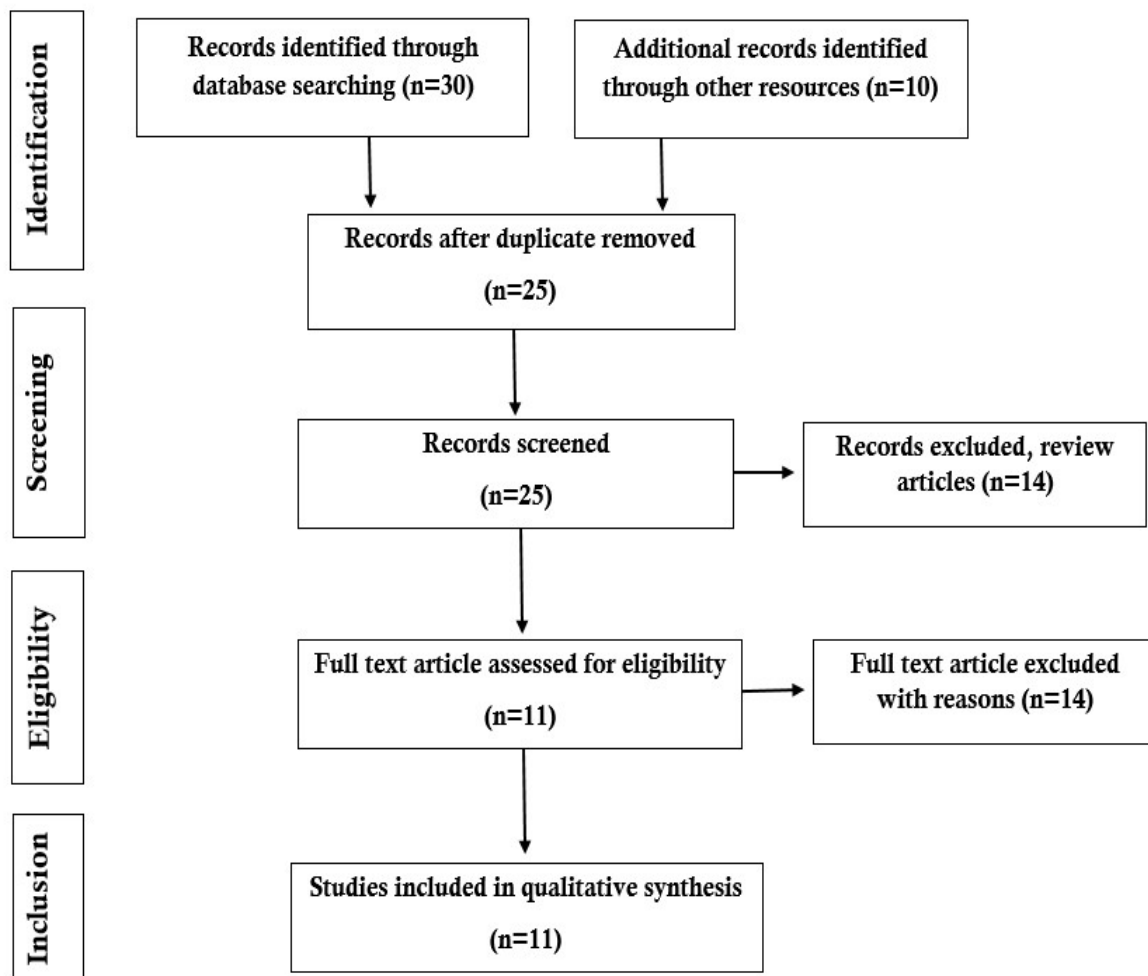 Identification
Records identified through
database searching (n=30)
Additional records identified
through other resources (n=10)
Records after duplicate removed
(n=25)
Screening
Records screened
(n=25)
Records excluded, review
articles (n=14)
Eligibility
Full text article assessed for eligibility
(n=11)
Full text article excluded
with reasons (n=14)
Inclusion
Studies included in qualitative synthesis
(n=11)